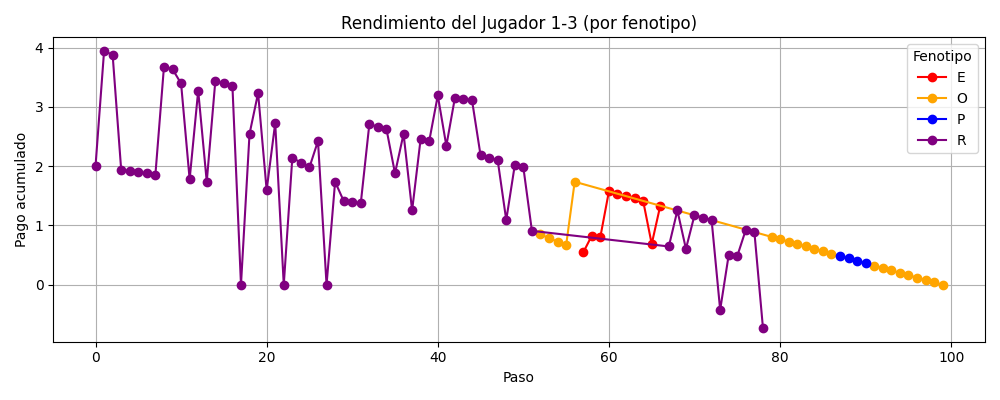 Rendimiento del Jugador 1-3 (por fenotipo)
Pago acumulado
4
3
2
1
0
Fenotipo
E
O
P
R
0 20 40 60 80 100
Paso